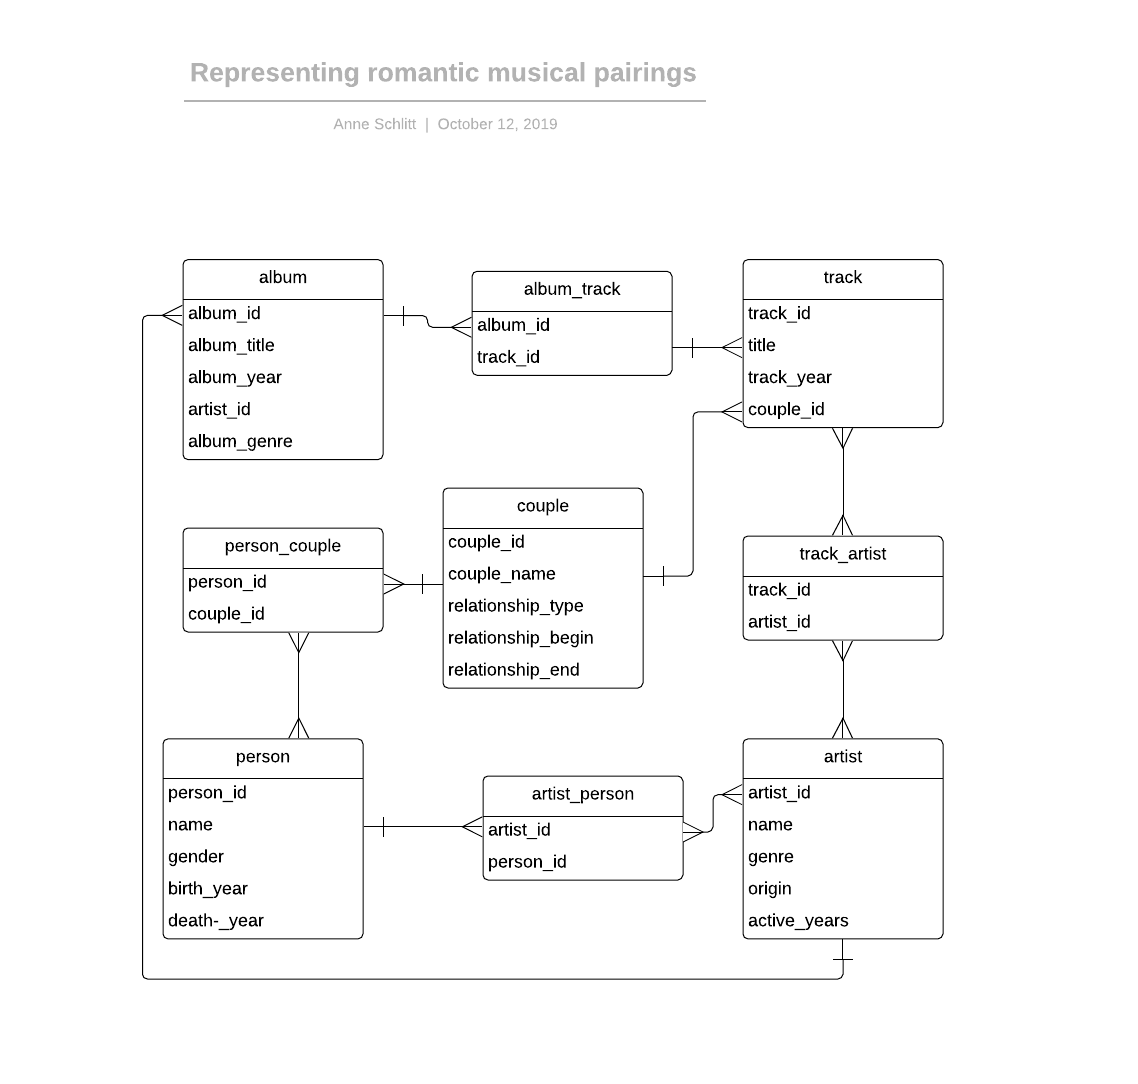 Representing romantic musical pairings
Anne Schlitt | October 12, 2019
album
album_id
album_title
album_year
artist_id
album_genre
album_track
album_id
track_id
track
track_id
title
track_year
couple_id
person_couple
person_id
couple_id
couple
couple_id
couple_name
relationship_type
relationship_begin
relationship_end
track_artist
track_id
artist_id
person
person_id
name
gender
birth_year
death-_year
artist_person
artist_id
person_id
artist
artist_id
name
genre
origin
active_years